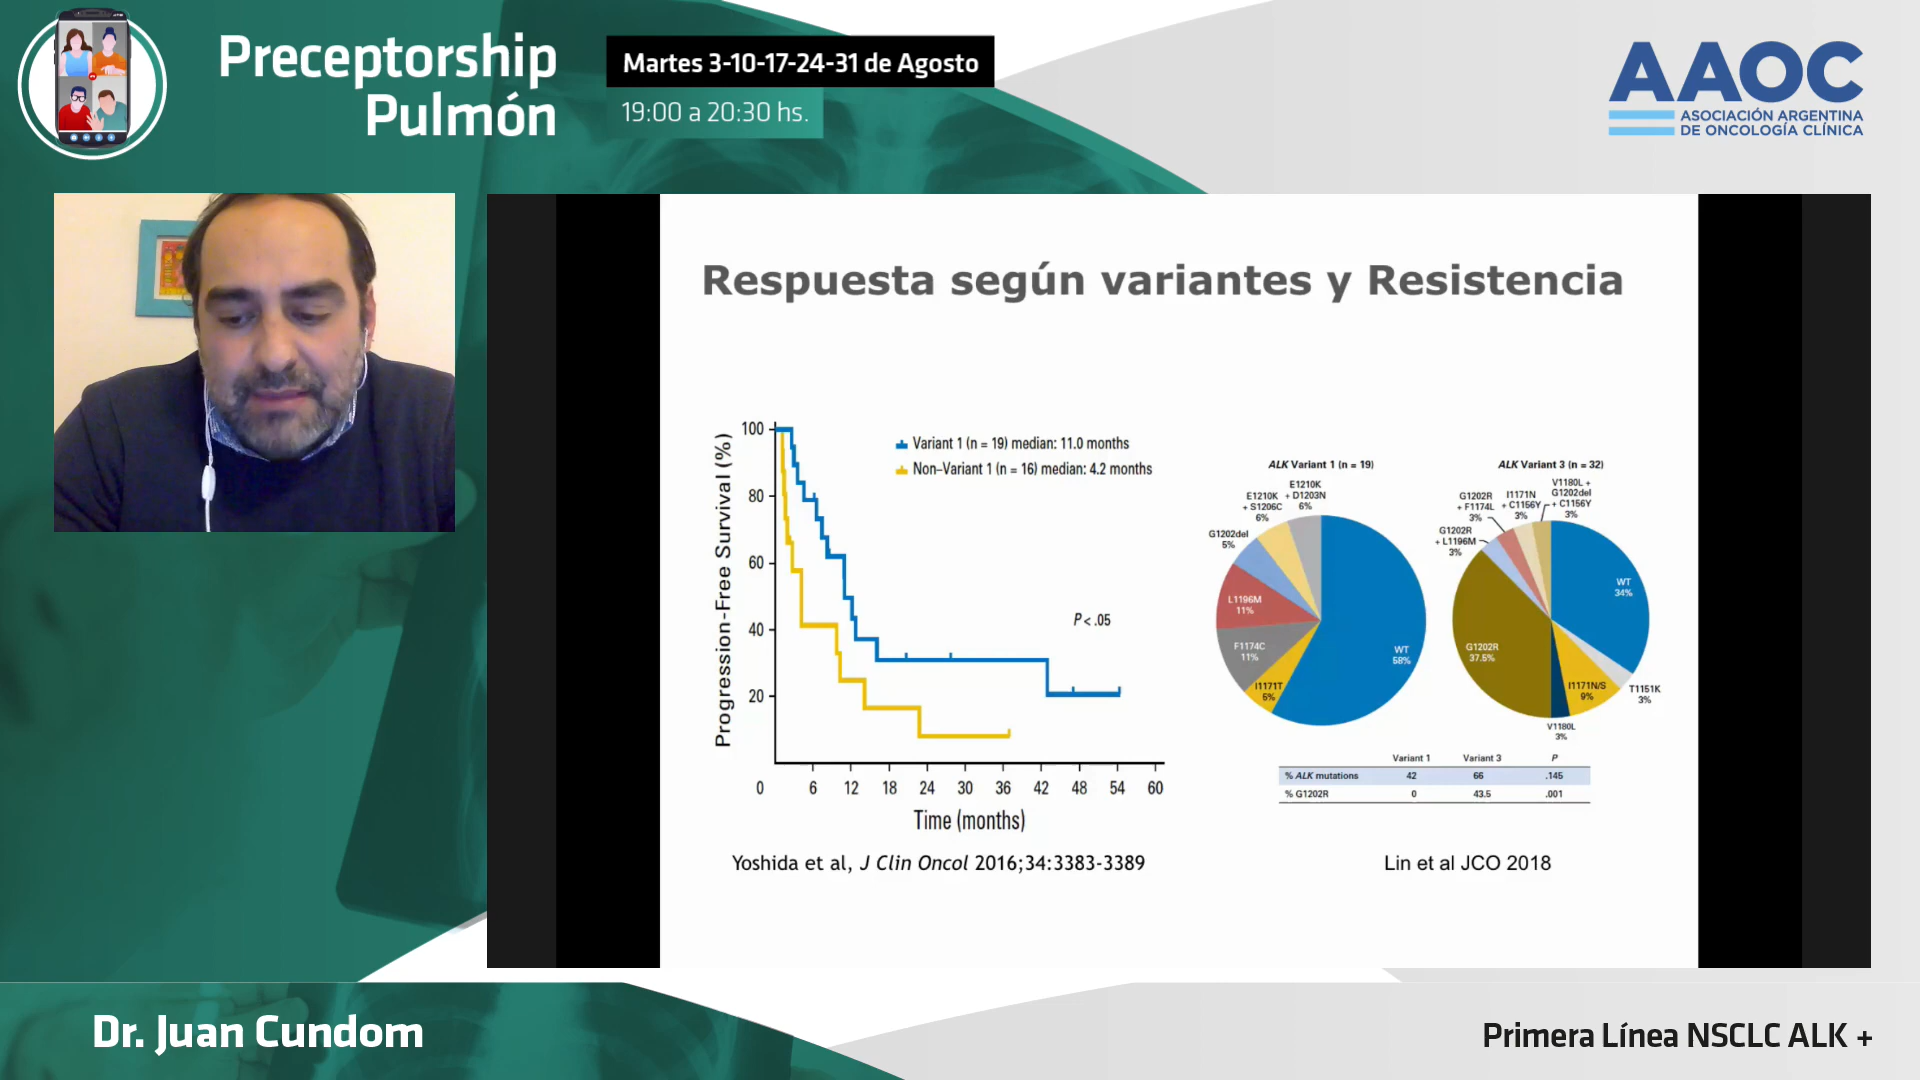 Preceptorship
Pulmón
Martes 3-10-17-24-31 de Agosto
19:00 a 20:30 hs.
AAOC
ASOCIACIÓN ARGENTINA
DE ONCOLOGÍA CLÍNICA
Respuesta según variantes y Resistencia
Progression-Free Survival (%)
100
80
60
40
20
0
6
12
18
24
30
36
42
48
54
60
Time (months)
Variant 1 (n = 19) median: 11.0 months
Non–Variant 1 (n = 16) median: 4.2 months
P < .05
Yoshida et al, J Clin Oncol 2016;34:3383-3389
ALK Variant 1 (n = 19)
E1210K
+ D1203N
6%
E1210K
+ S1206C
6%
G1202del
5%
L1196M
11%
F1174C
11%
I1171T
5%
WT
58%
ALK Variant 3 (n = 32)
V1180L +
G1202del
+ C1156Y
3%
I1171N
+ C1156Y
3%
G1202R
+ F1174L
3%
G1202R
+ L1196M
3%
WT
34%
G1202R
37.5%
I1171N/S
9%
T1151K
3%
V1180L
3%
Variant 1 Variant 3 P
% ALK mutations 42 66 .145
% G1202R 0 43.5 .001
Lin et al JCO 2018
Dr. Juan Cundom
Primera Línea NSCLC ALK +